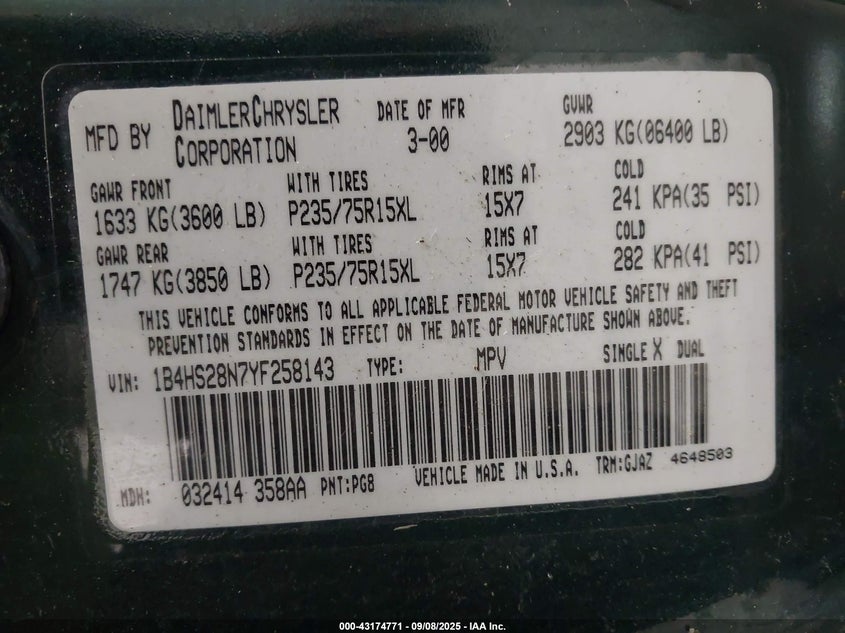 MFD BY DAIMLERCHRYSLER CORPORATION DATE OF MFR 3-00 GVWR 2903 KG(06400 LB)
GAWR FRONT WITH TIRES RIMS AT COLD
1633 KG(3600 LB) P235/75R15XL 15X7 241 KPA(35 PSI)
GAWR REAR WITH TIRES RIMS AT COLD
1747 KG(3850 LB) P235/75R15XL 15X7 282 KPA(41 PSI)
THIS VEHICLE CONFORMS TO ALL APPLICABLE FEDERAL MOTOR VEHICLE SAFETY AND THEFT
PREVENTION STANDARDS IN EFFECT ON THE DATE OF MANUFACTURE SHOWN ABOVE.
VIN: 1B4HS28N7YF258143 TYPE: MPV SINGLE X DUAL
MDH: 032414 358AA PNT:PG8 VEHICLE MADE IN U.S.A. TRM:GJAZ 4648503
000-43174771 - 09/08/2025 - IAA Inc.